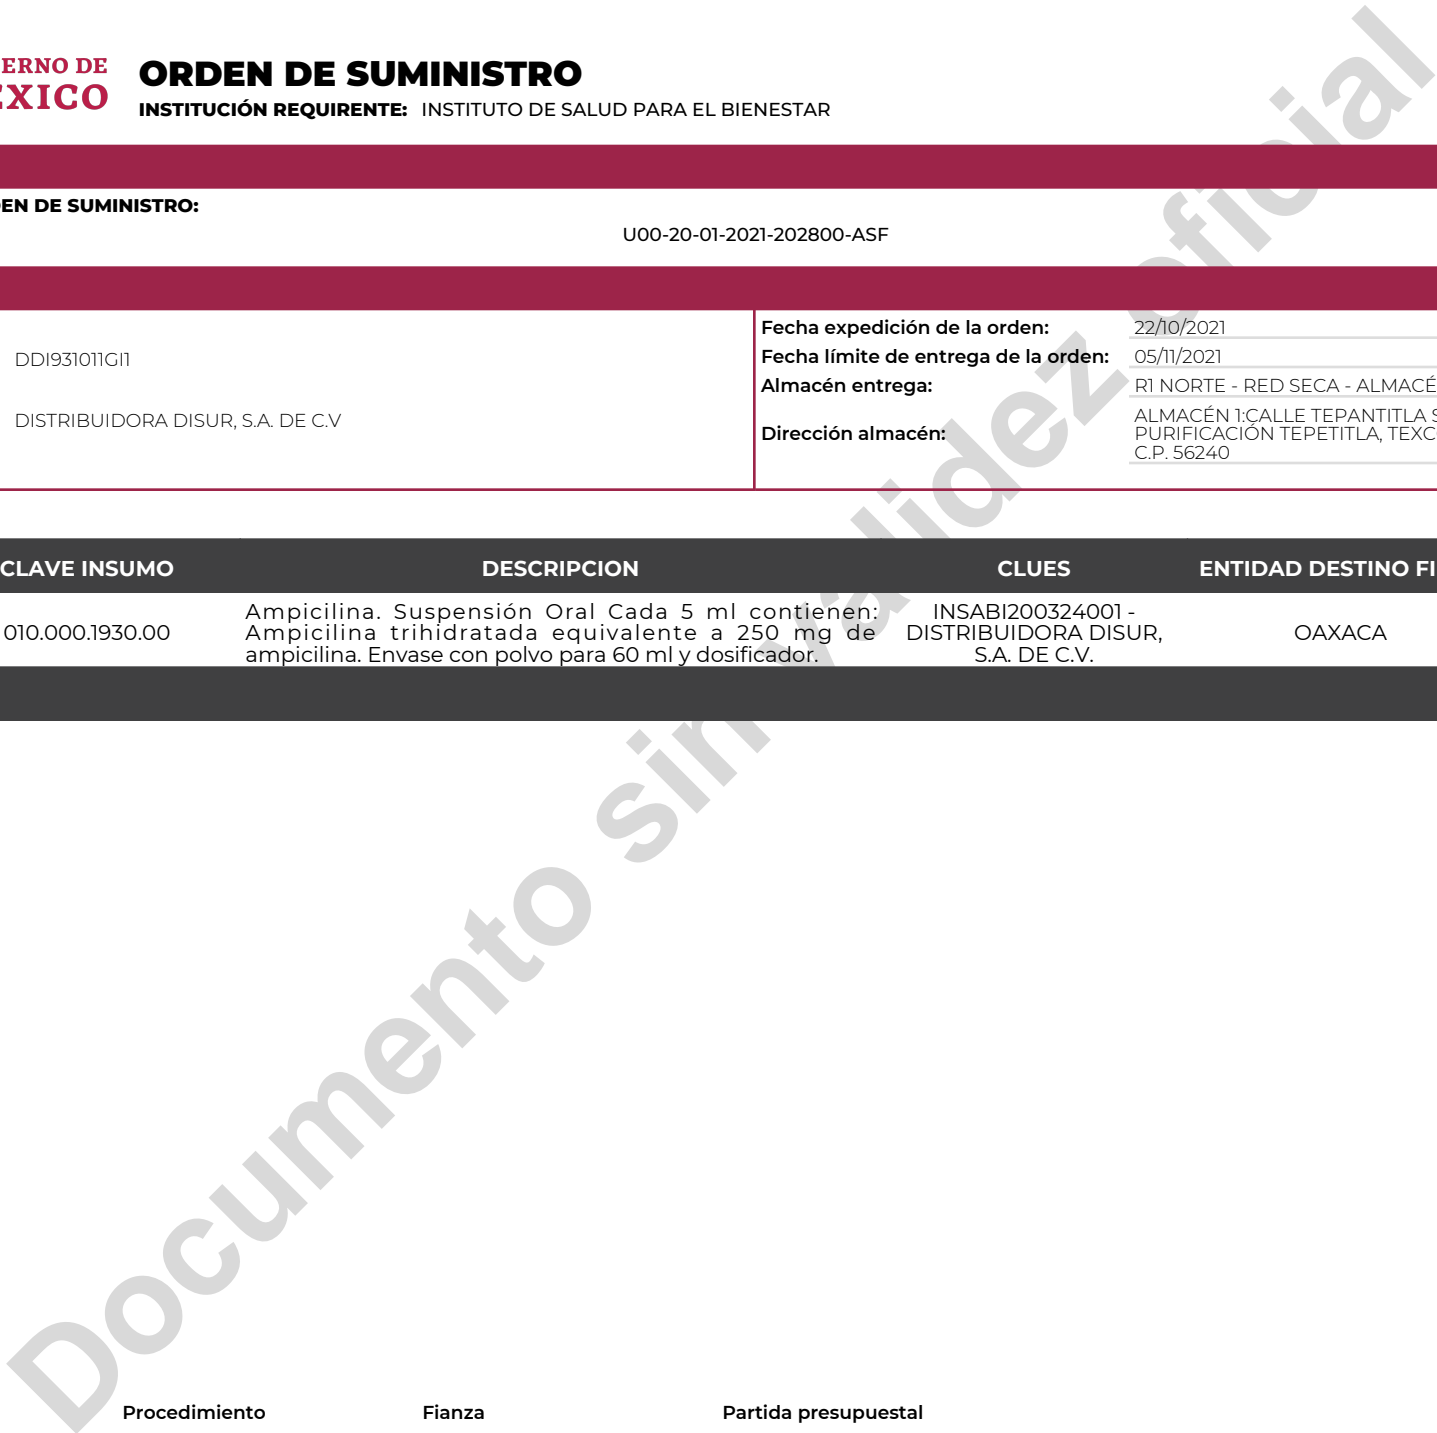 ERNO DE
ÉXICO
ORDEN DE SUMINISTRO
INSTITUCIÓN REQUIRENTE: INSTITUTO DE SALUD PARA EL BIENESTAR
EN DE SUMINISTRO:
U00-20-01-2021-202800-ASF
DDI931011GI1
DISTRIBUIDORA DISUR, S.A. DE C.V
Fecha expedición de la orden: 22/10/2021
Fecha límite de entrega de la orden: 05/11/2021
Almacén entrega: R1 NORTE - RED SECA - ALMACÉ
Dirección almacén: ALMACÉN 1:CALLE TEPANTITLA S
PURIFICACIÓN TEPETITLA, TEXC
C.P. 56240
CLAVE INSUMO DESCRIPCION CLUES ENTIDAD DESTINO FI
010.000.1930.00
Ampicilina. Suspensión Oral Cada 5 ml contienen:
Ampicilina trihidratada equivalente a 250 mg de
ampicilina. Envase con polvo para 60 ml y dosificador.
INSABI200324001 -
DISTRIBUIDORA DISUR,
S.A. DE C.V.
OAXACA
Documento sin validez oficial
Procedimiento Fianza Partida presupuestal